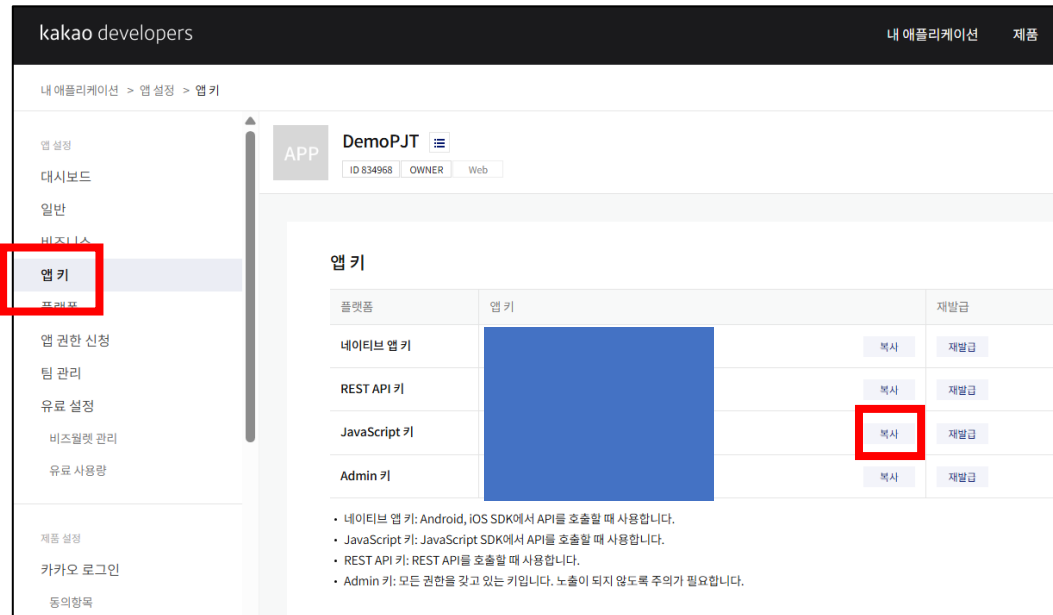 kakao developers
내 애플리케이션 제품
내 애플리케이션 > 앱 설정 > 앱 키
앱 설정
대시보드
일반
비즈니스
앱 키
플랫폼
앱 권한 신청
팀 관리
유료 설정
비즈월렛 관리
유료 사용량
제품 설정
카카오 로그인
동의항목
APP
DemoPJT
ID 834968 OWNER Web
앱 키
플랫폼 앱 키 재발급
네이티브 앱 키 복사 재발급
REST API 키 복사 재발급
JavaScript 키 복사 재발급
Admin 키 복사 재발급
• 네이티브 앱 키: Android, iOS SDK에서 API를 호출할 때 사용합니다.
• JavaScript 키: JavaScript SDK에서 API를 호출할 때 사용합니다.
• REST API 키: REST API를 호출할 때 사용합니다.
• Admin 키: 모든 권한을 갖고 있는 키입니다. 노출이 되지 않도록 주의가 필요합니다.